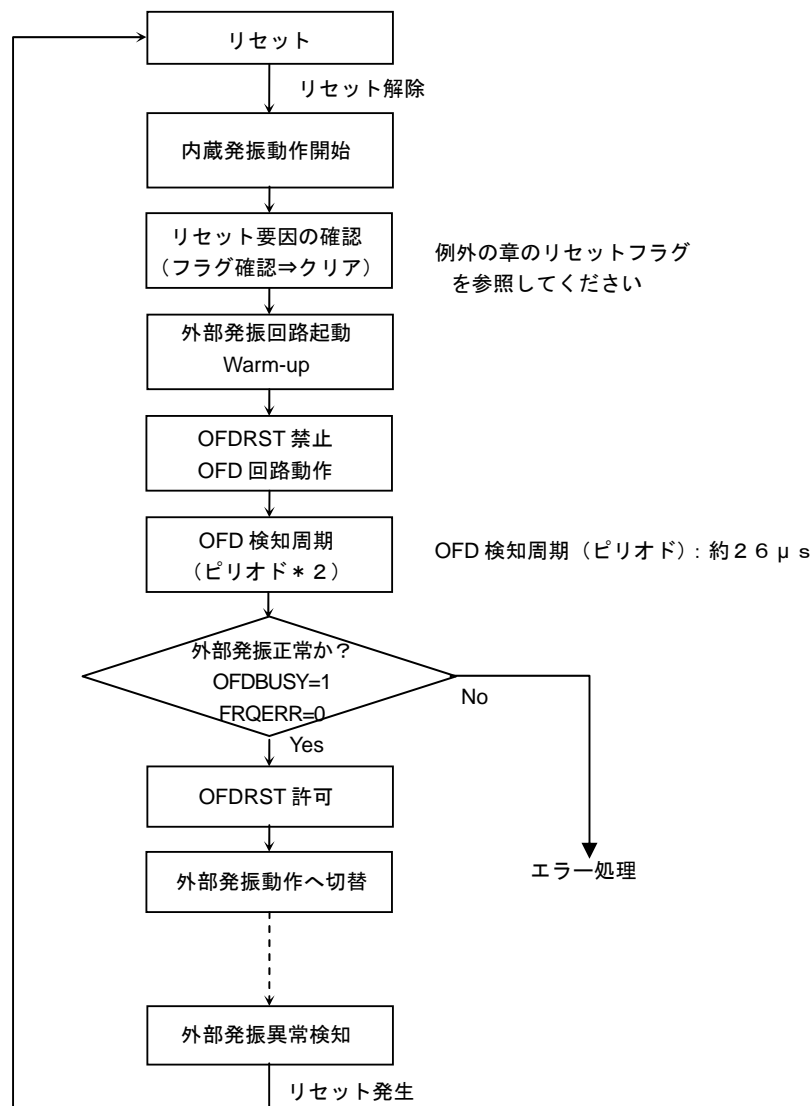 リセット
リセット解除
内蔵発振動作開始
リセット要因の確認
（フラグ確認⇒クリア）
例外の章のリセットフラグ
を参照してください
外部発振回路起動
Warm-up
OFDRST 禁止
OFD 回路動作
OFD 検知周期
（ピリオド＊２）
OFD 検知周期（ピリオド）: 約２６μｓ
外部発振正常か？
OFDBUSY=1
FRQERR=0
No
Yes
OFDRST 許可
外部発振動作へ切替
エラー処理
外部発振異常検知
リセット発生